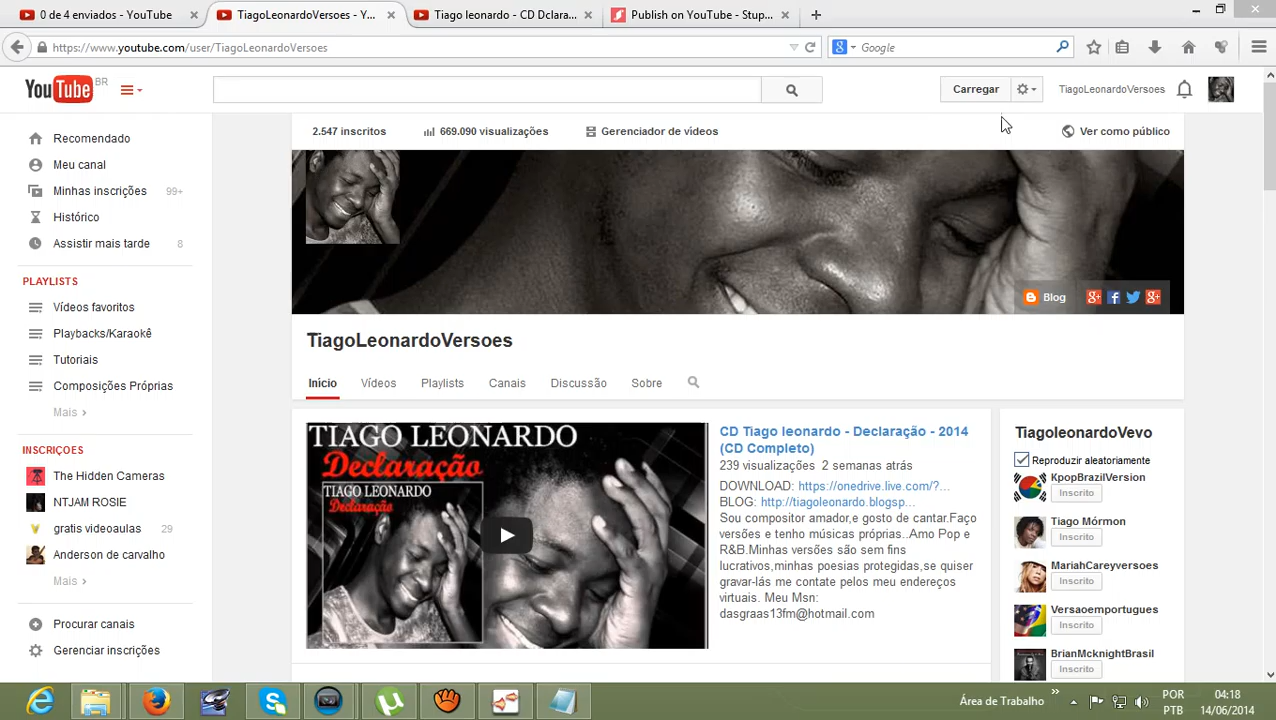 0 de 4 enviados - YouTube
TiagoLeonardoVersoes - Y...
Tiago leonardo - CD Dclara...
Publish on YouTube - Stup...
https://www.youtube.com/user/TiagoLeonardoVersoes
Google
YouTube BR
Carregar
TiagoLeonardoVersoes
2.547 inscritos
669.090 visualizações
Gerenciador de vídeos
Ver como público
Recomendado
Meu canal
Minhas inscrições 99+
Histórico
Assistir mais tarde 8
PLAYLISTS
Vídeos favoritos
Playbacks/Karaokê
Tutoriais
Composições Próprias
Mais
INSCRIÇÕES
The Hidden Cameras
NTJAM ROSIE
gratis videoaulas 29
Anderson de carvalho
Mais
Procurar canais
Gerenciar inscrições
Blog
TiagoLeonardoVersoes
Início
Vídeos
Playlists
Canais
Discussão
Sobre
TIAGO LEONARDO
Declaração
TIAGO LEONARDO
Declaração
CD Tiago leonardo - Declaração - 2014
(CD Completo)
239 visualizações 2 semanas atrás
DOWNLOAD: https://onedrive.live.com/?...
BLOG: http://tiagoleonardo.blogsp...
Sou compositor amador,e gosto de cantar.Faço
versões e tenho músicas próprias..Amo Pop e
R&B.Minhas versões são sem fins
lucrativos,minhas poesias protegidas,se quiser
gravar-lás me contate pelos meu endereços
virtuais. Meu Msn:
dasgraas13fm@hotmail.com
TiagoleonardoVevo
Reproduzir aleatoriamente
KpopBrazilVersion
Inscrito
Tiago Mórmon
Inscrito
MariahCareyversoes
Inscrito
Versaoemportugues
Inscrito
BrianMcknightBrasil
Inscrito
Área de Trabalho
POR
PTB
04:18
14/06/2014